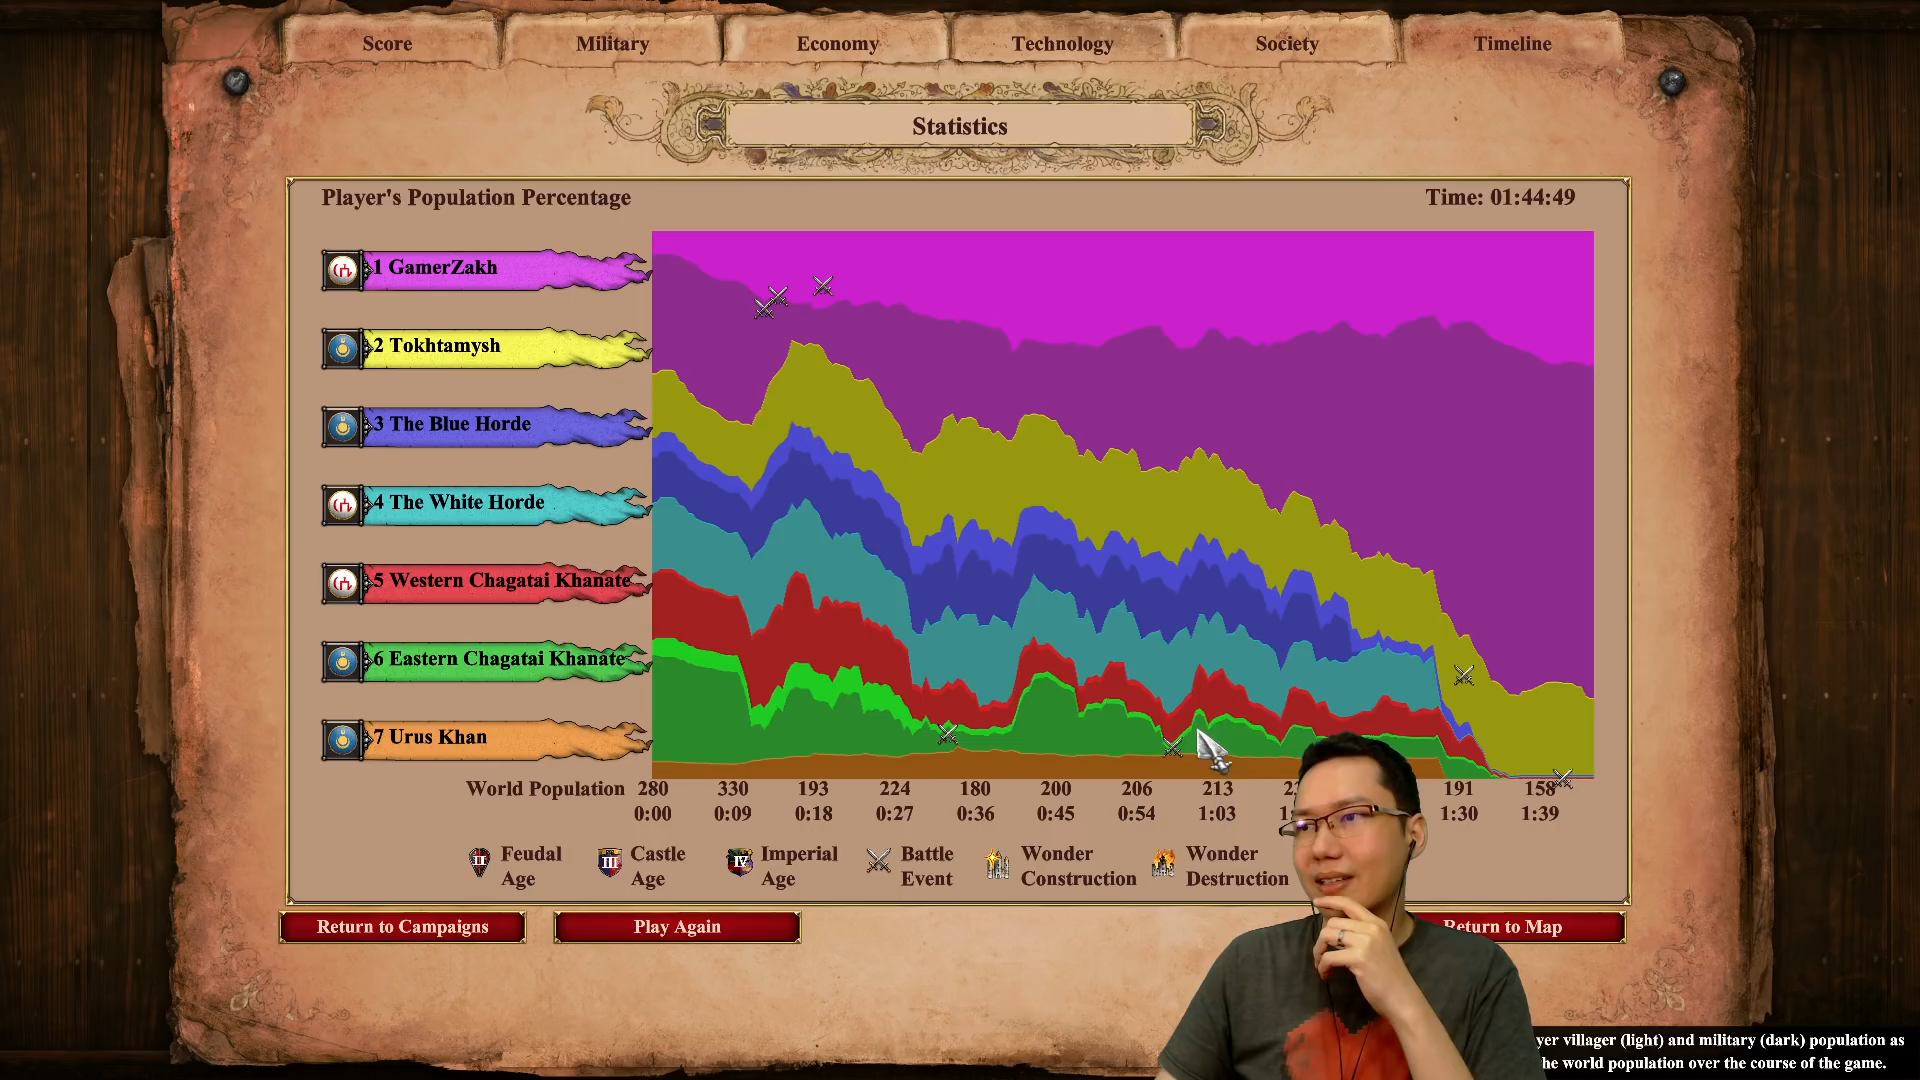 Score Military Economy Technology Society Timeline
Statistics
Player's Population Percentage Time: 01:44:49
1 GamerZakh
2 Tokhtamysh
3 The Blue Horde
4 The White Horde
5 Western Chagatai Khanate
6 Eastern Chagatai Khanate
7 Urus Khan
World Population 280 330 193 224 180 200 206 213 191 158
0:00 0:09 0:18 0:27 0:36 0:45 0:54 1:03 1:30 1:39
II Feudal Age
III Castle Age
IV Imperial Age
Battle Event
Wonder Construction
Wonder Destruction
Return to Campaigns Play Again Return to Map
villager (light) and military (dark) population as
world population over the course of the game.